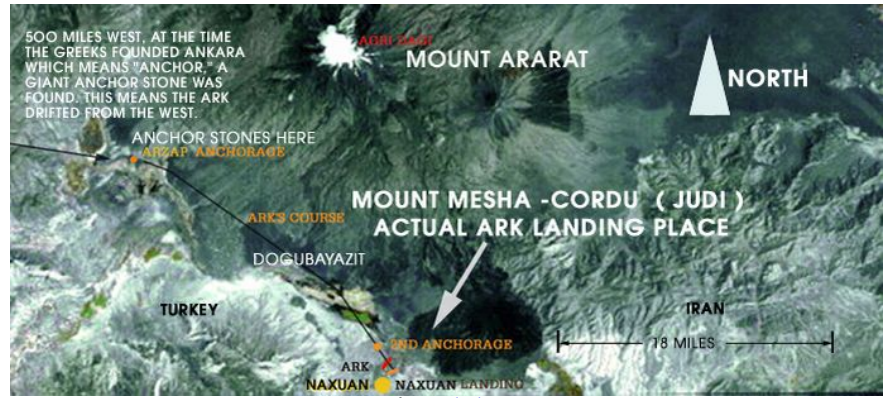 500 MILES WEST, AT THE TIME
THE GREEKS FOUNDED ANKARA
WHICH MEANS "ANCHOR," A
GIANT ANCHOR STONE WAS
FOUND. THIS MEANS THE ARK
DRIFTED FROM THE WEST.
AGRI DAGI
MOUNT ARARAT
NORTH
ANCHOR STONES HERE
ARZAP ANCHORAGE
MOUNT MESHA -CORDU ( JUDI )
ACTUAL ARK LANDING PLACE
ARK'S COURSE
DOGUBAYAZIT
TURKEY
IRAN
18 MILES
2ND ANCHORAGE
ARK
NAXUAN
NAXUAN LANDING